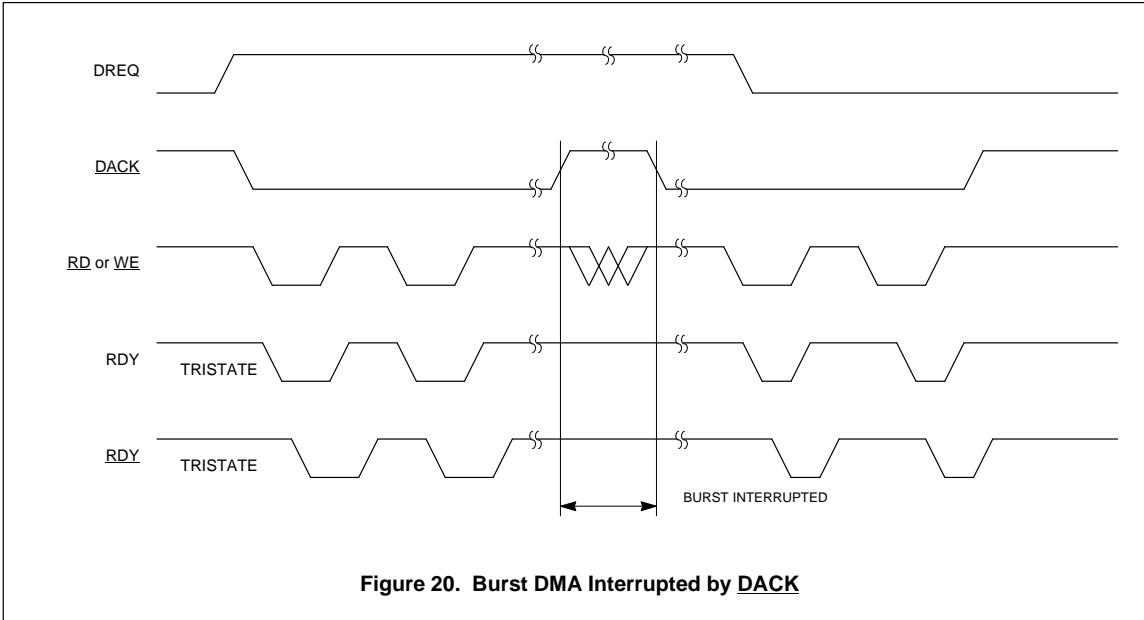 DREQ
DACK
RD or WE
RDY
TRISTATE
RDY
TRISTATE
BURST INTERRUPTED
Figure 20. Burst DMA Interrupted by DACK